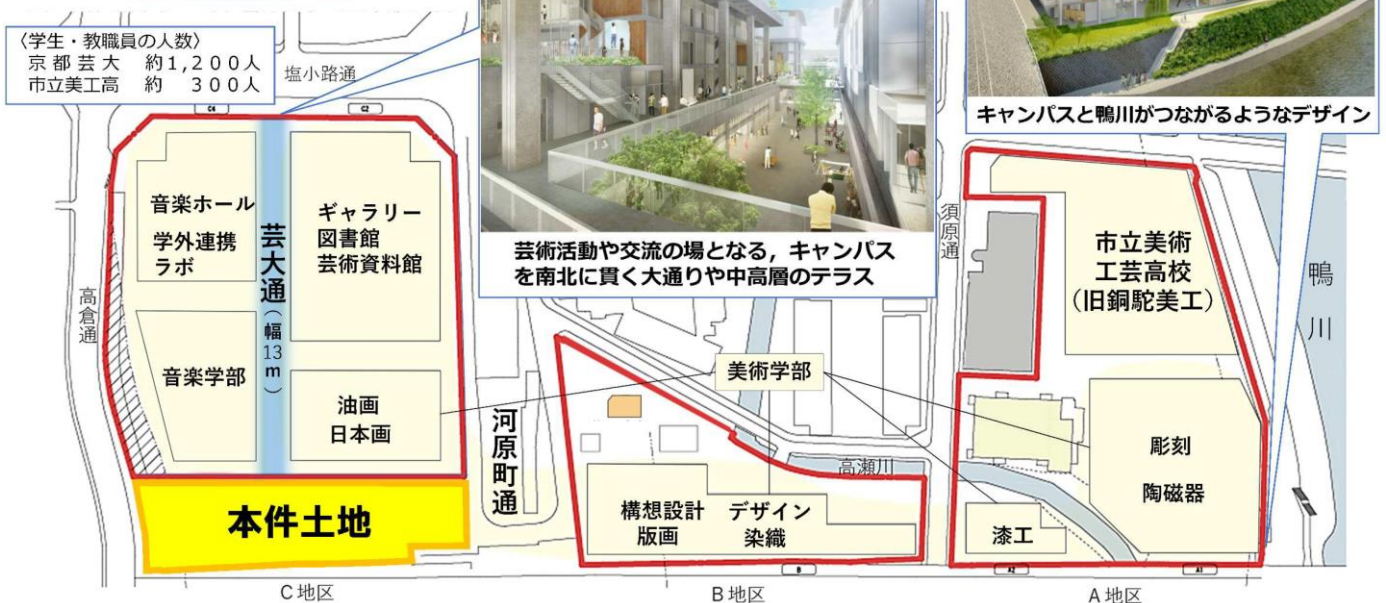 〈学生・教職員の人数〉
京都芸大 約1,200人
市立美工高 約 300人
塩小路通
C4
C2
キャンパスと鴨川がつながるようなデザイン
芸術活動や交流の場となる，キャンパス
を南北に貫く大通りや中高層のテラス
音楽ホール
学外連携
ラボ
芸大通（幅13m）
ギャラリー
図書館
芸術資料館
高倉通
音楽学部
油画
日本画
本件土地
C地区
河原町通
美術学部
高瀬川
構想設計
版画
デザイン
染織
B
B地区
須原通
市立美術
工芸高校
（旧銅駝美工）
鴨川
彫刻
陶磁器
漆工
A2
A1
A地区